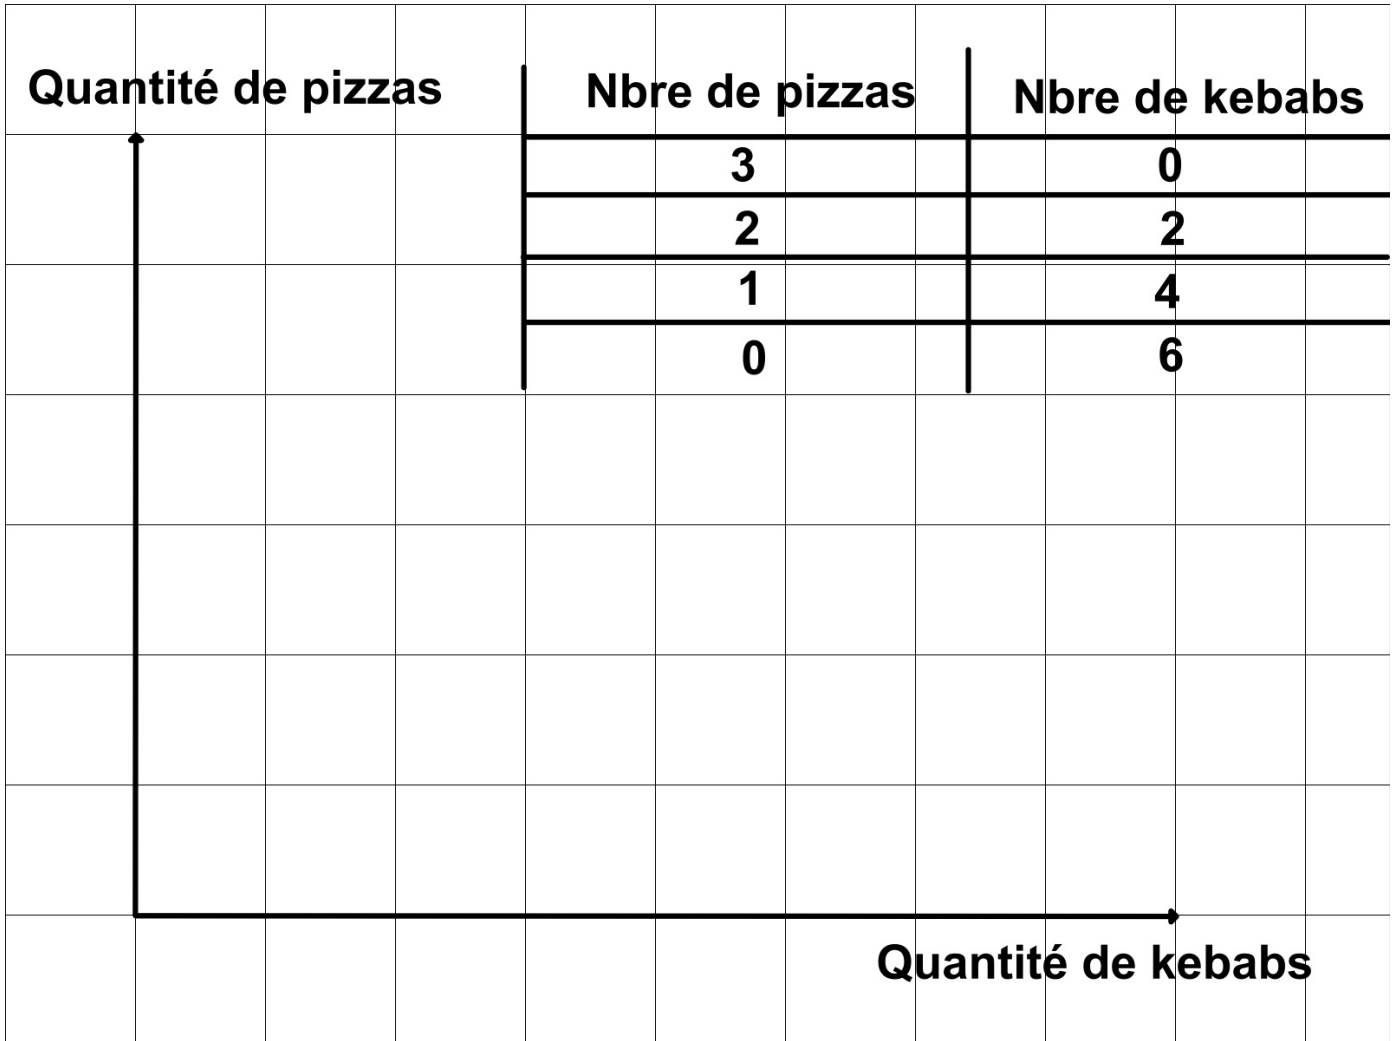 Quantité de pizzas
Nbre de pizzas Nbre de kebabs
3 0
2 2
1 4
0 6
Quantité de kebabs